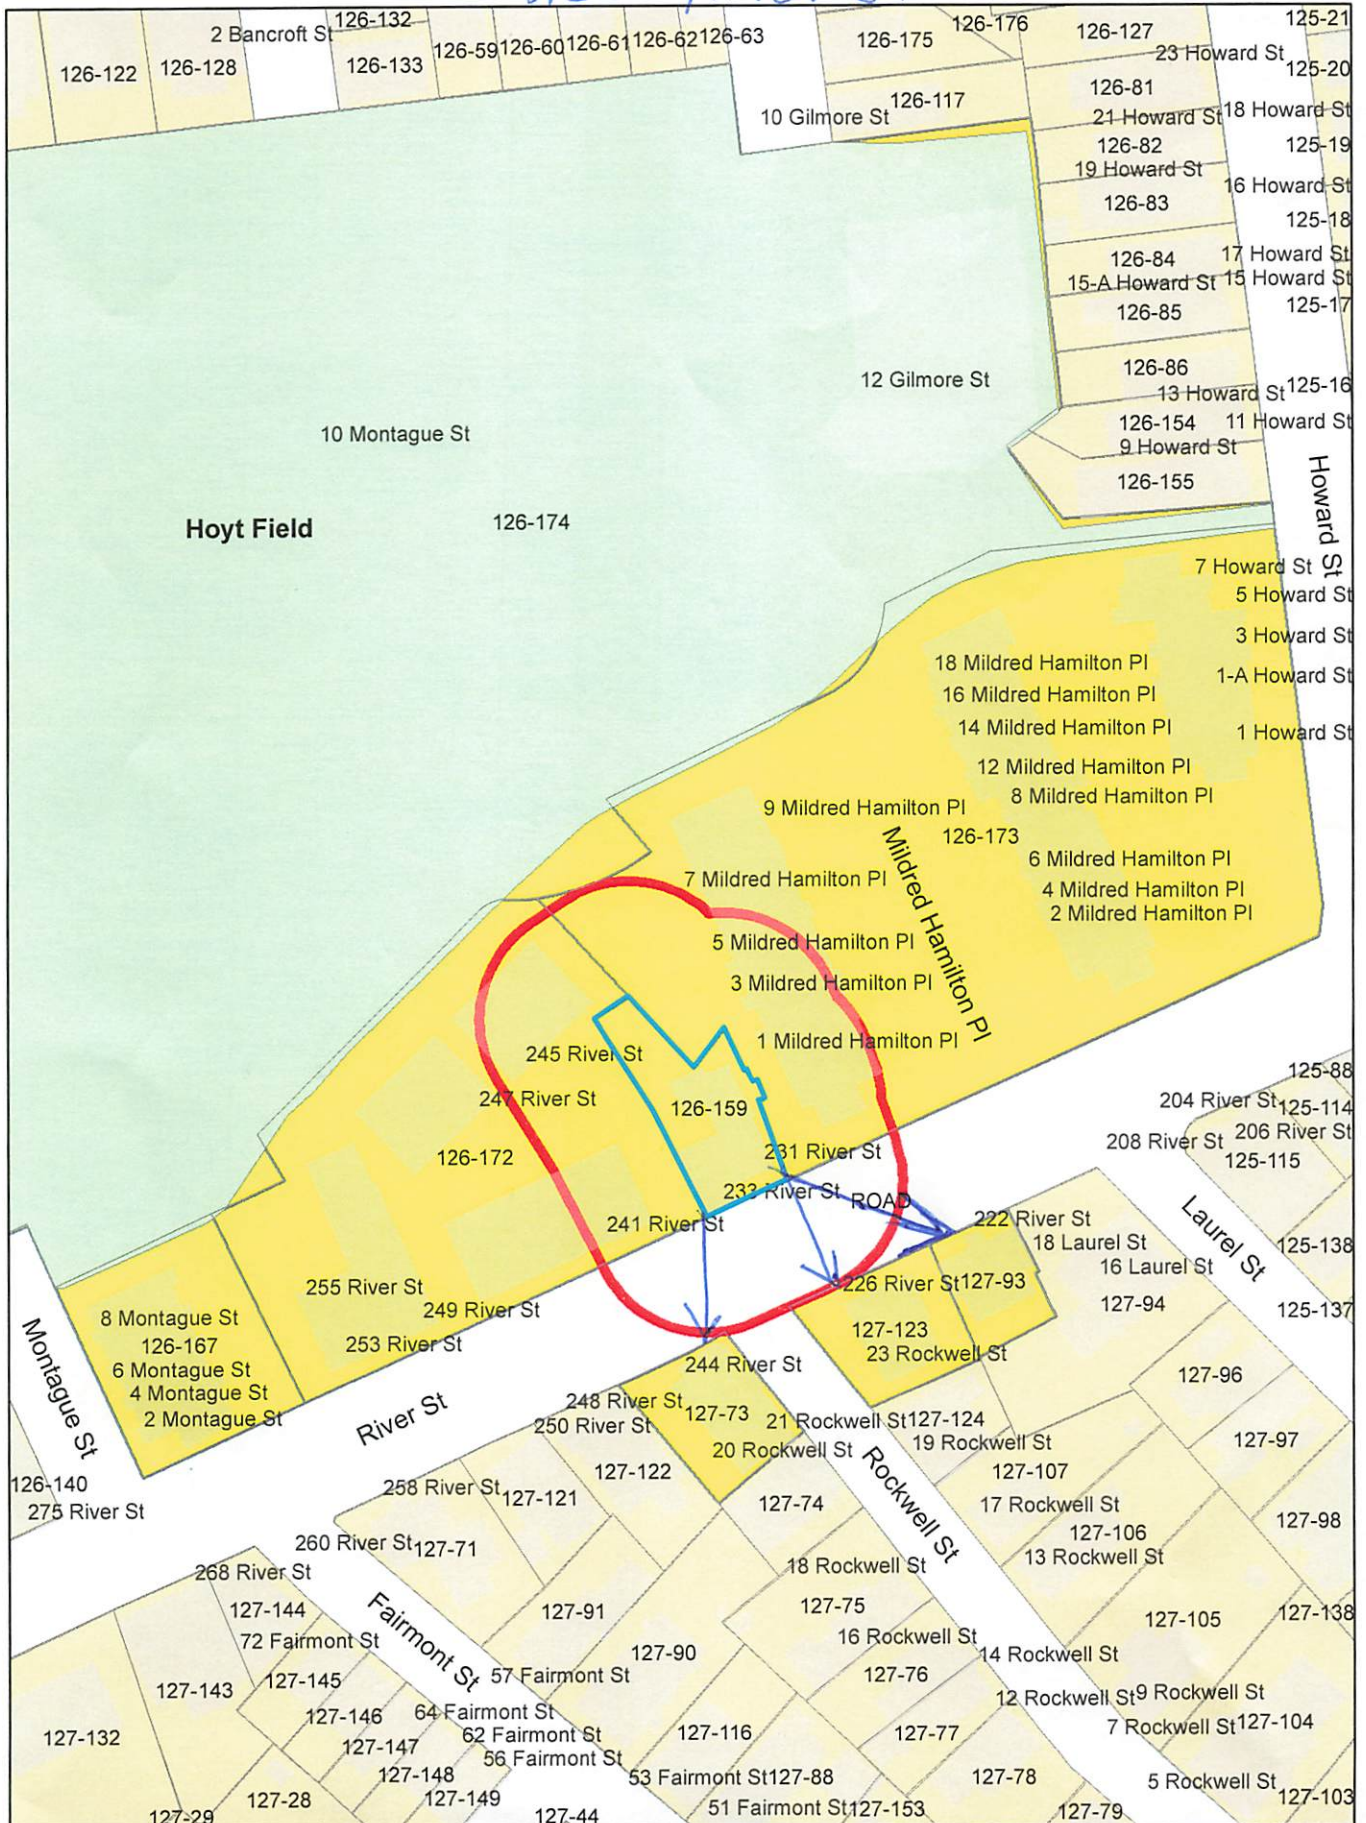 2 Bancroft St
126-132
126-122
126-128
126-133
126-59
126-60
126-61
126-62
126-63
126-175
126-176
126-127
125-21
23 Howard St
125-20
126-81
126-117
10 Gilmore St
21 Howard St
18 Howard St
126-82
125-19
19 Howard St
16 Howard St
126-83
125-18
126-84
17 Howard St
15-A Howard St
15 Howard St
126-85
125-17
126-86
12 Gilmore St
13 Howard St
125-16
126-154
11 Howard St
10 Montague St
9 Howard St
126-155
Howard St
Hoyt Field
126-174
7 Howard St
5 Howard St
3 Howard St
18 Mildred Hamilton Pl
1-A Howard St
16 Mildred Hamilton Pl
14 Mildred Hamilton Pl
1 Howard St
12 Mildred Hamilton Pl
8 Mildred Hamilton Pl
9 Mildred Hamilton Pl
126-173
Mildred Hamilton Pl
6 Mildred Hamilton Pl
7 Mildred Hamilton Pl
4 Mildred Hamilton Pl
2 Mildred Hamilton Pl
5 Mildred Hamilton Pl
3 Mildred Hamilton Pl
1 Mildred Hamilton Pl
245 River St
125-88
247 River St
126-159
204 River St
125-114
206 River St
208 River St
125-115
126-172
231 River St
233 River St
ROAD
241 River St
222 River St
Laurel St
18 Laurel St
125-138
16 Laurel St
226 River St
127-93
255 River St
249 River St
127-94
125-137
8 Montague St
126-167
253 River St
127-123
23 Rockwell St
6 Montague St
4 Montague St
2 Montague St
Montague St
244 River St
127-96
River St
248 River St
250 River St
127-73
21 Rockwell St
127-124
20 Rockwell St
19 Rockwell St
127-97
Rockwell St
127-122
127-107
126-140
258 River St
127-121
127-74
17 Rockwell St
275 River St
127-106
127-98
260 River St
127-71
13 Rockwell St
268 River St
18 Rockwell St
127-144
Fairmont St
127-91
127-75
127-105
127-138
72 Fairmont St
16 Rockwell St
127-90
14 Rockwell St
127-145
57 Fairmont St
127-76
127-143
12 Rockwell St
9 Rockwell St
127-146
64 Fairmont St
127-132
62 Fairmont St
127-116
127-77
7 Rockwell St
127-104
127-147
56 Fairmont St
127-148
53 Fairmont St
127-88
127-78
5 Rockwell St
127-28
127-149
127-103
127-29
127-44
51 Fairmont St
127-153
127-79